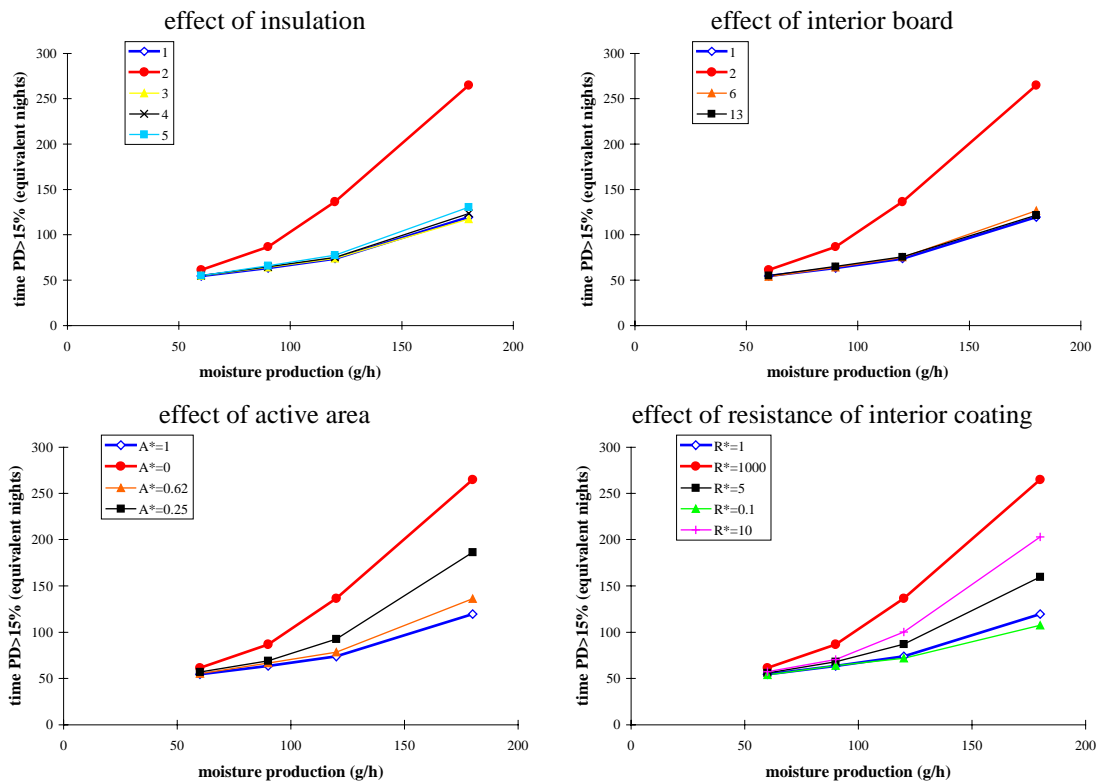 effect of insulation
300
250
200
150
100
50
0
0
50
100
150
200
time PD>15% (equivalent nights)
moisture production (g/h)
1
2
3
4
5
effect of interior board
300
250
200
150
100
50
0
0
50
100
150
200
time PD>15% (equivalent nights)
moisture production (g/h)
1
2
6
13
effect of active area
300
250
200
150
100
50
0
0
50
100
150
200
time PD>15% (equivalent nights)
moisture production (g/h)
A*=1
A*=0
A*=0.62
A*=0.25
effect of resistance of interior coating
300
250
200
150
100
50
0
0
50
100
150
200
time PD>15% (equivalent nights)
moisture production (g/h)
R*=1
R*=1000
R*=5
R*=0.1
R*=10